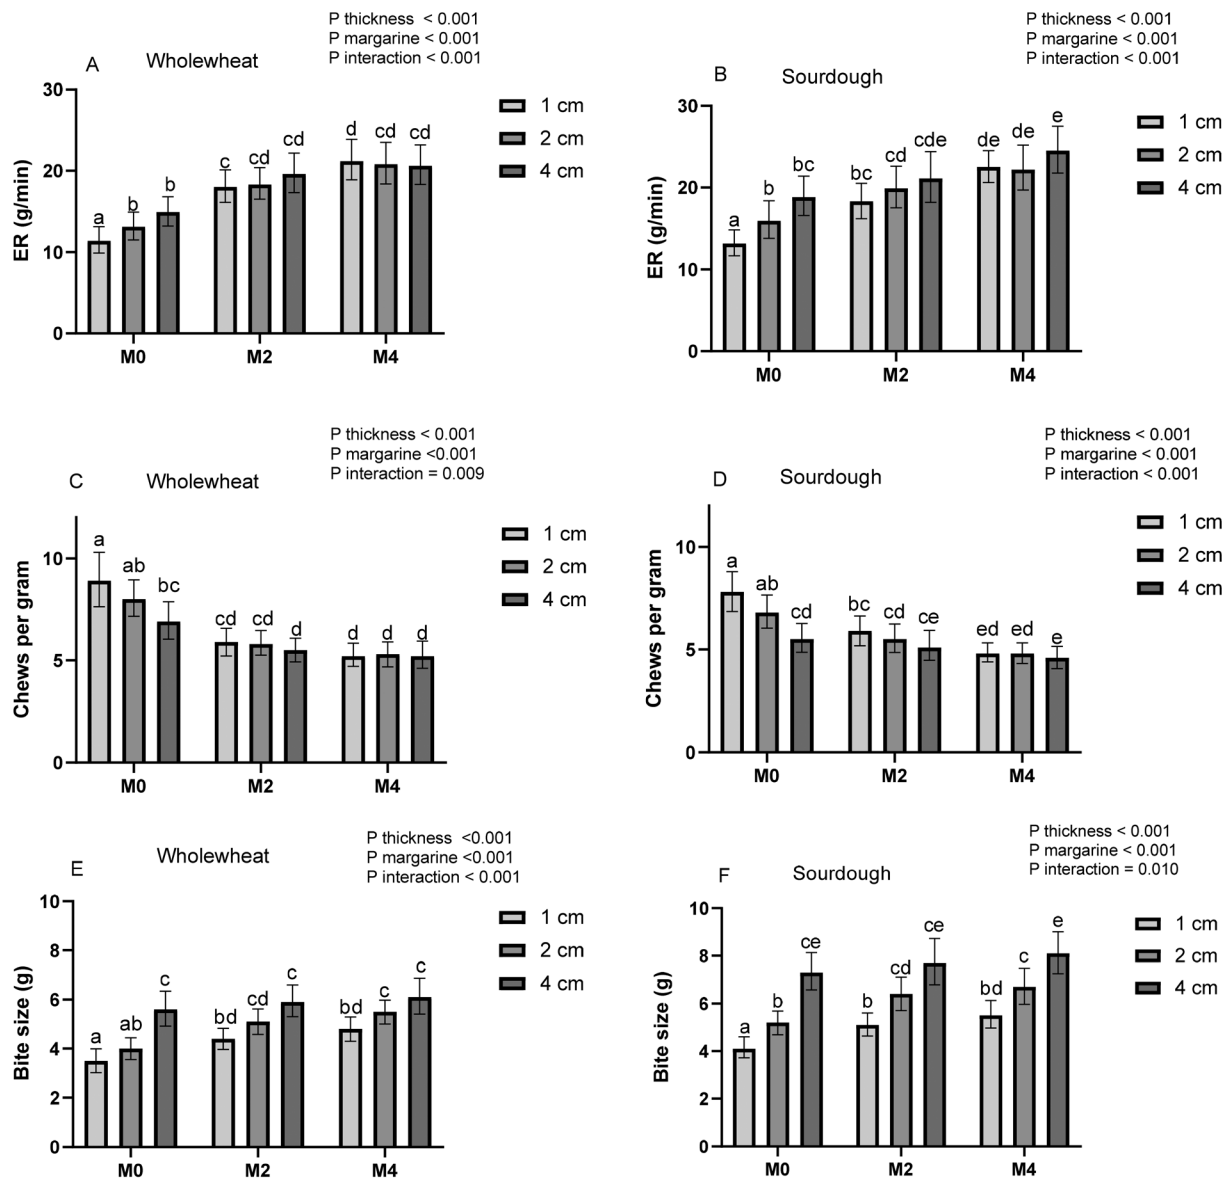 P thickness < 0.001
P margarine < 0.001
P interaction < 0.001
A
Wholewheat
ER (g/min)
30
20
10
0
a
b
b
c
cd
cd
d
cd
cd
M0
M2
M4
1 cm
2 cm
4 cm
P thickness < 0.001
P margarine < 0.001
P interaction < 0.001
B
Sourdough
ER (g/min)
30
20
10
0
a
b
bc
bc
cd
cde
de
de
e
M0
M2
M4
1 cm
2 cm
4 cm
P thickness < 0.001
P margarine <0.001
P interaction = 0.009
C
Wholewheat
Chews per gram
10
5
0
a
ab
bc
cd
cd
d
d
d
d
M0
M2
M4
1 cm
2 cm
4 cm
P thickness < 0.001
P margarine < 0.001
P interaction < 0.001
D
Sourdough
Chews per gram
10
5
0
a
ab
cd
bc
cd
ce
ed
ed
e
M0
M2
M4
1 cm
2 cm
4 cm
P thickness <0.001
P margarine <0.001
P interaction < 0.001
E
Wholewheat
Bite size (g)
10
8
6
4
2
0
a
ab
c
bd
cd
c
bd
c
c
M0
M2
M4
1 cm
2 cm
4 cm
P thickness < 0.001
P margarine < 0.001
P interaction = 0.010
F
Sourdough
Bite size (g)
10
8
6
4
2
0
a
b
ce
b
cd
ce
bd
c
e
M0
M2
M4
1 cm
2 cm
4 cm